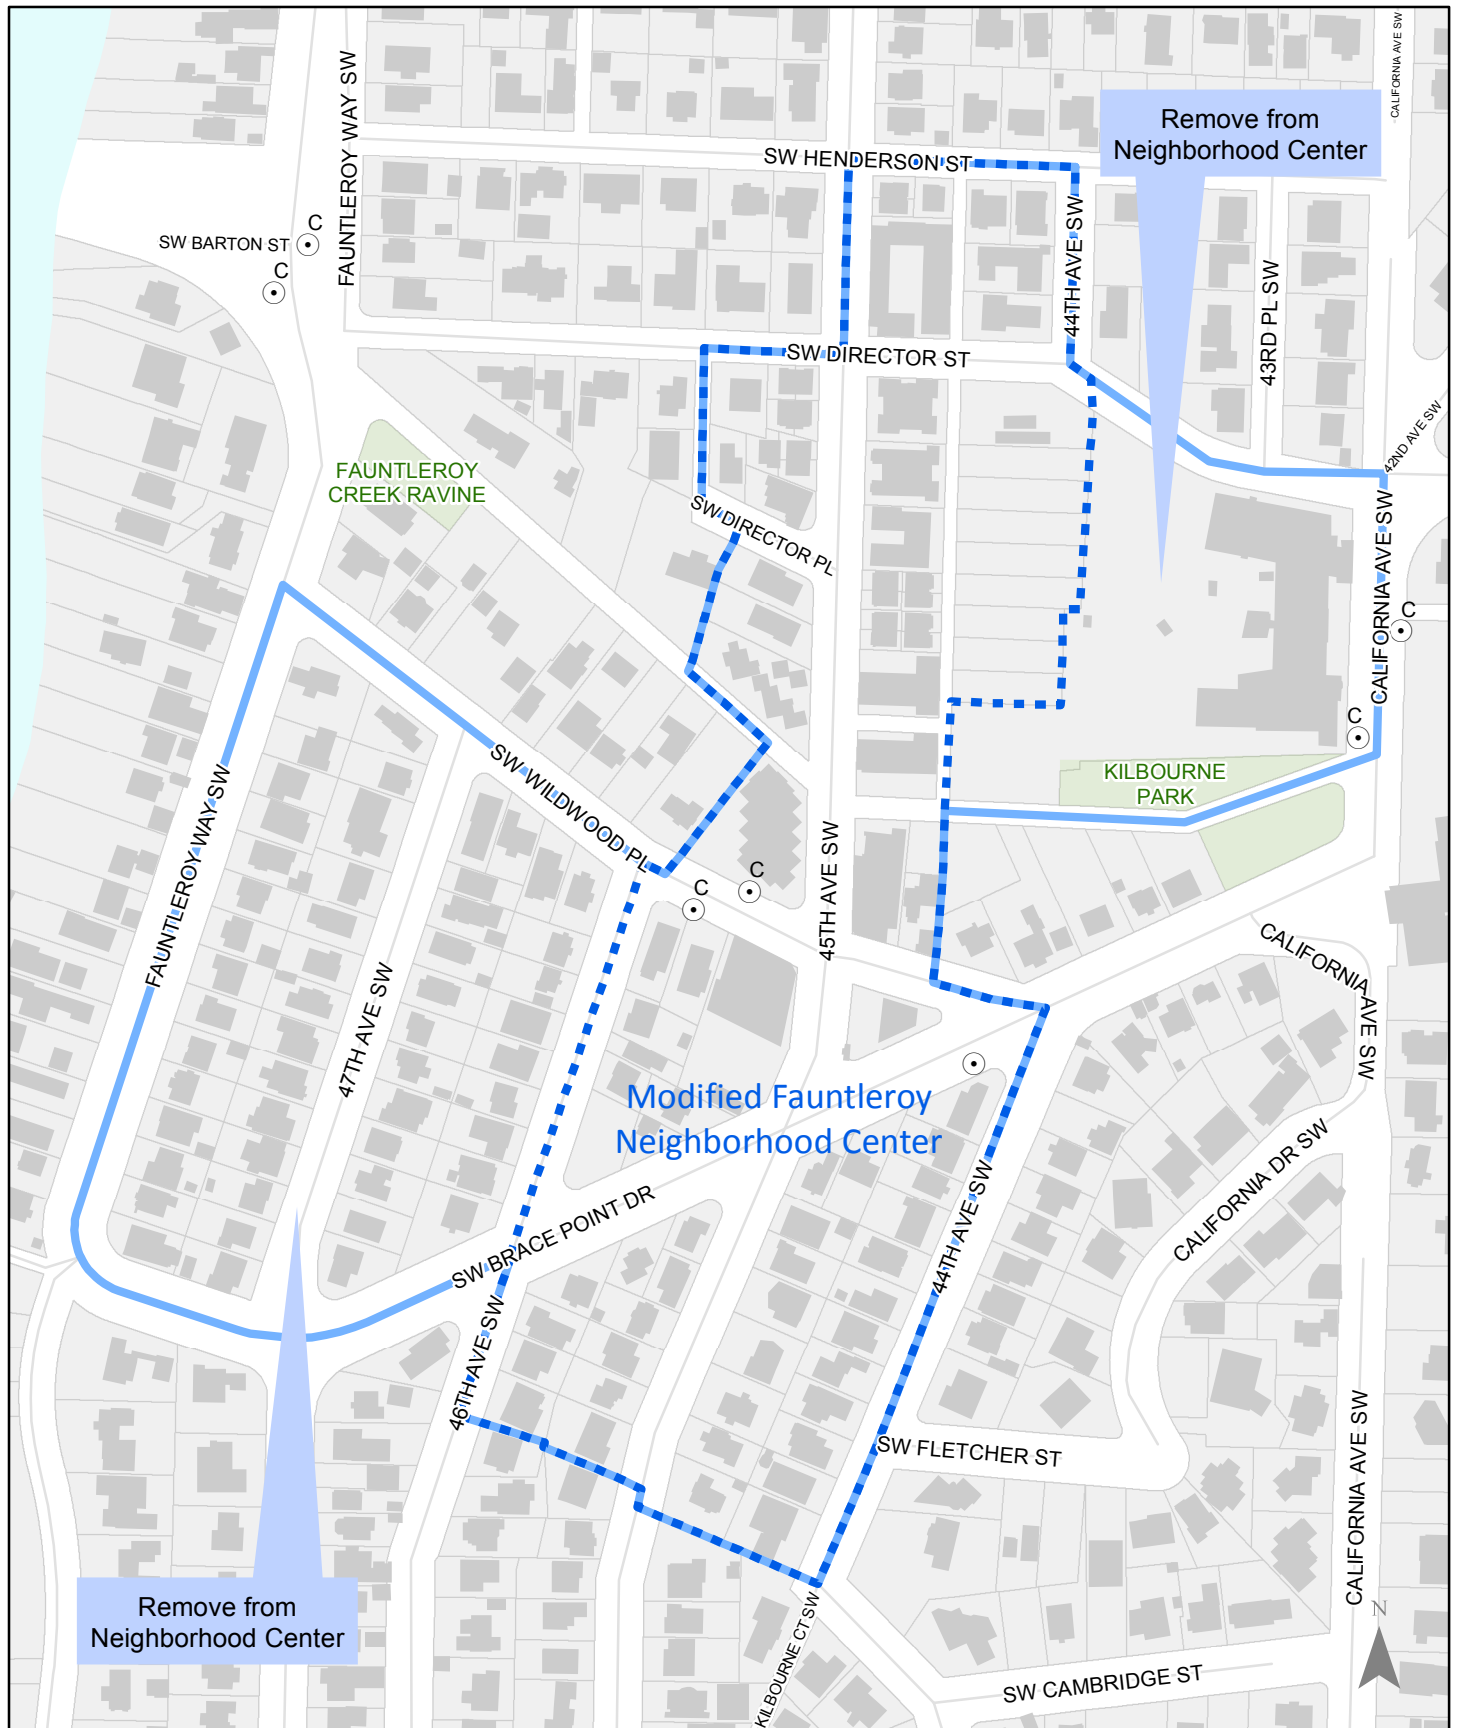 CALIFORNIA AVE SW
FAUNTLEROY WAY SW
Remove from
Neighborhood Center
SW HENDERSON ST
C
SW BARTON ST
C
44TH AVE SW
43RD PL SW
SW DIRECTOR ST
42ND AVE SW
FAUNTLEROY
CREEK RAVINE
SW DIRECTOR PL
CALIFORNIA AVE SW
C
C
KILBOURNE
PARK
SW WILDWOOD PL
FAUNTLEROY WAY SW
C
C
45TH AVE SW
CALIFORNIA AVE SW
47TH AVE SW
Modified Fauntleroy
Neighborhood Center
CALIFORNIA DR SW
SW BRACE POINT DR
44TH AVE SW
46TH AVE SW
SW FLETCHER ST
CALIFORNIA AVE SW
Remove from
Neighborhood Center
KILBOURNE CT SW
N
SW CAMBRIDGE ST